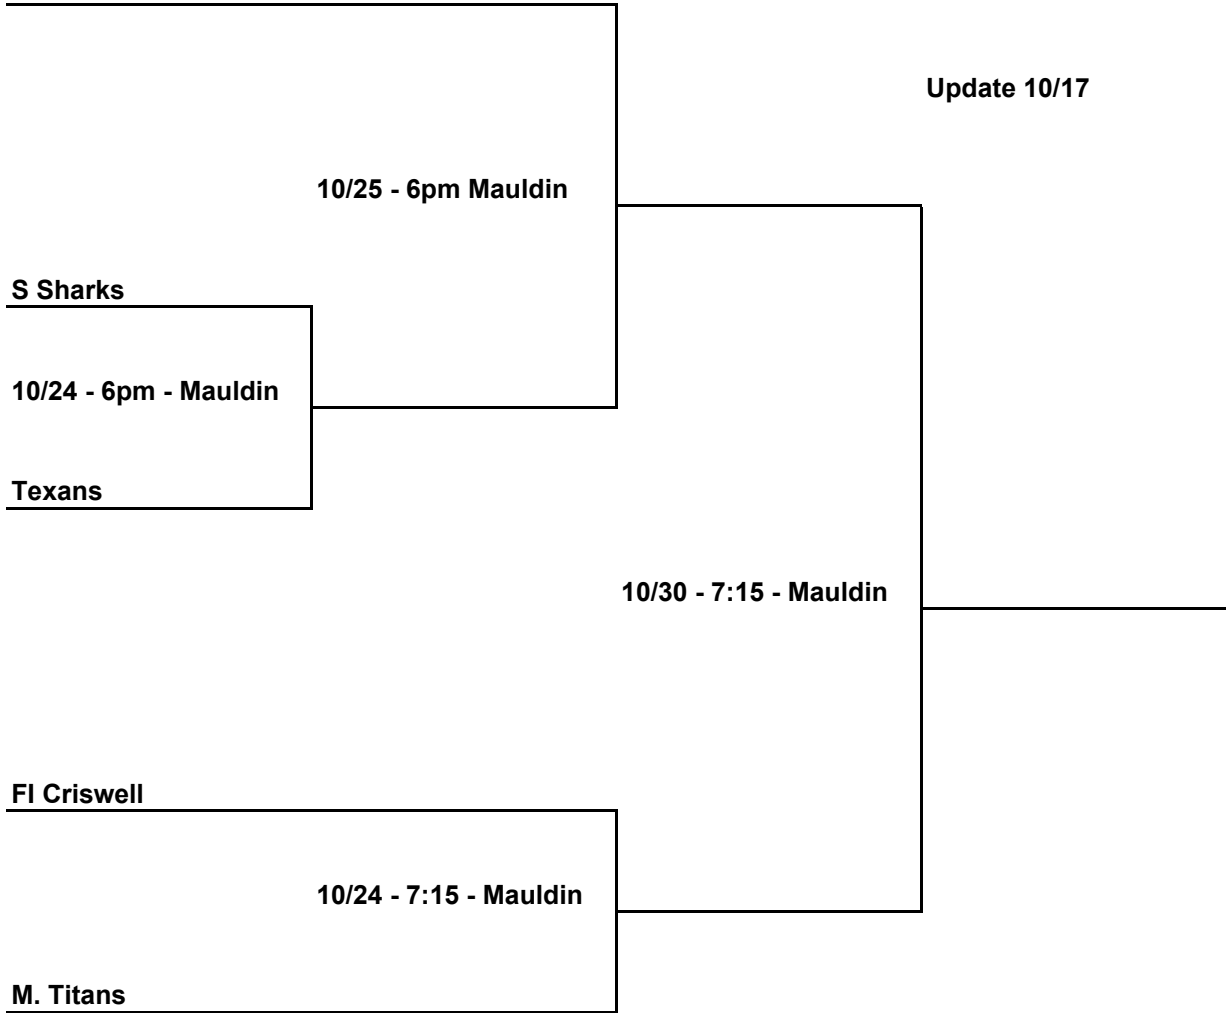 Update 10/17
10/25 - 6pm Mauldin
S Sharks
10/24 - 6pm - Mauldin
Texans
10/30 - 7:15 - Mauldin
FI Criswell
10/24 - 7:15 - Mauldin
M. Titans